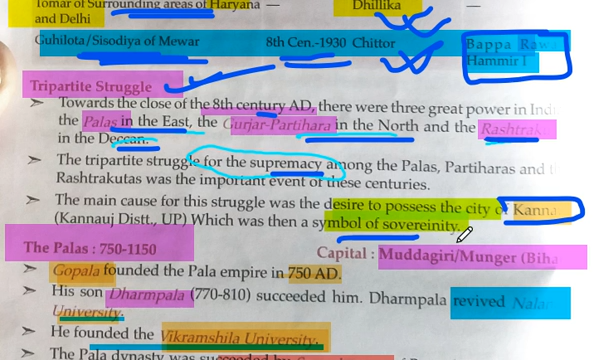 Tomar of Surrounding areas of Haryana — Dhillika —
and Delhi
Guhilota/Sisodiya of Mewar 8th Cen.-1930 Chittor Bappa
Hammir I
Tripartite Struggle
➢ Towards the close of the 8th century AD, there were three great power in
the Palas in the East, the Gurjar-Partihara in the North and the
in the Deccan.
➢ The tripartite struggle for the supremacy among the Palas, Partiharas and
Rashtrakutas was the important event of these centuries.
➢ The main cause for this struggle was the desire to possess the city of
(Kannauj Distt., UP) Which was then a symbol of sovereinity.
The Palas : 750-1150 Capital : Muddagiri/Munger
➢ Gopala founded the Pala empire in 750 AD.
➢ His son Dharmpala (770-810) succeeded him. Dharmpala revived
University.
➢ He founded the Vikramshila University.
➢ The Pala dynasty was succeeded by